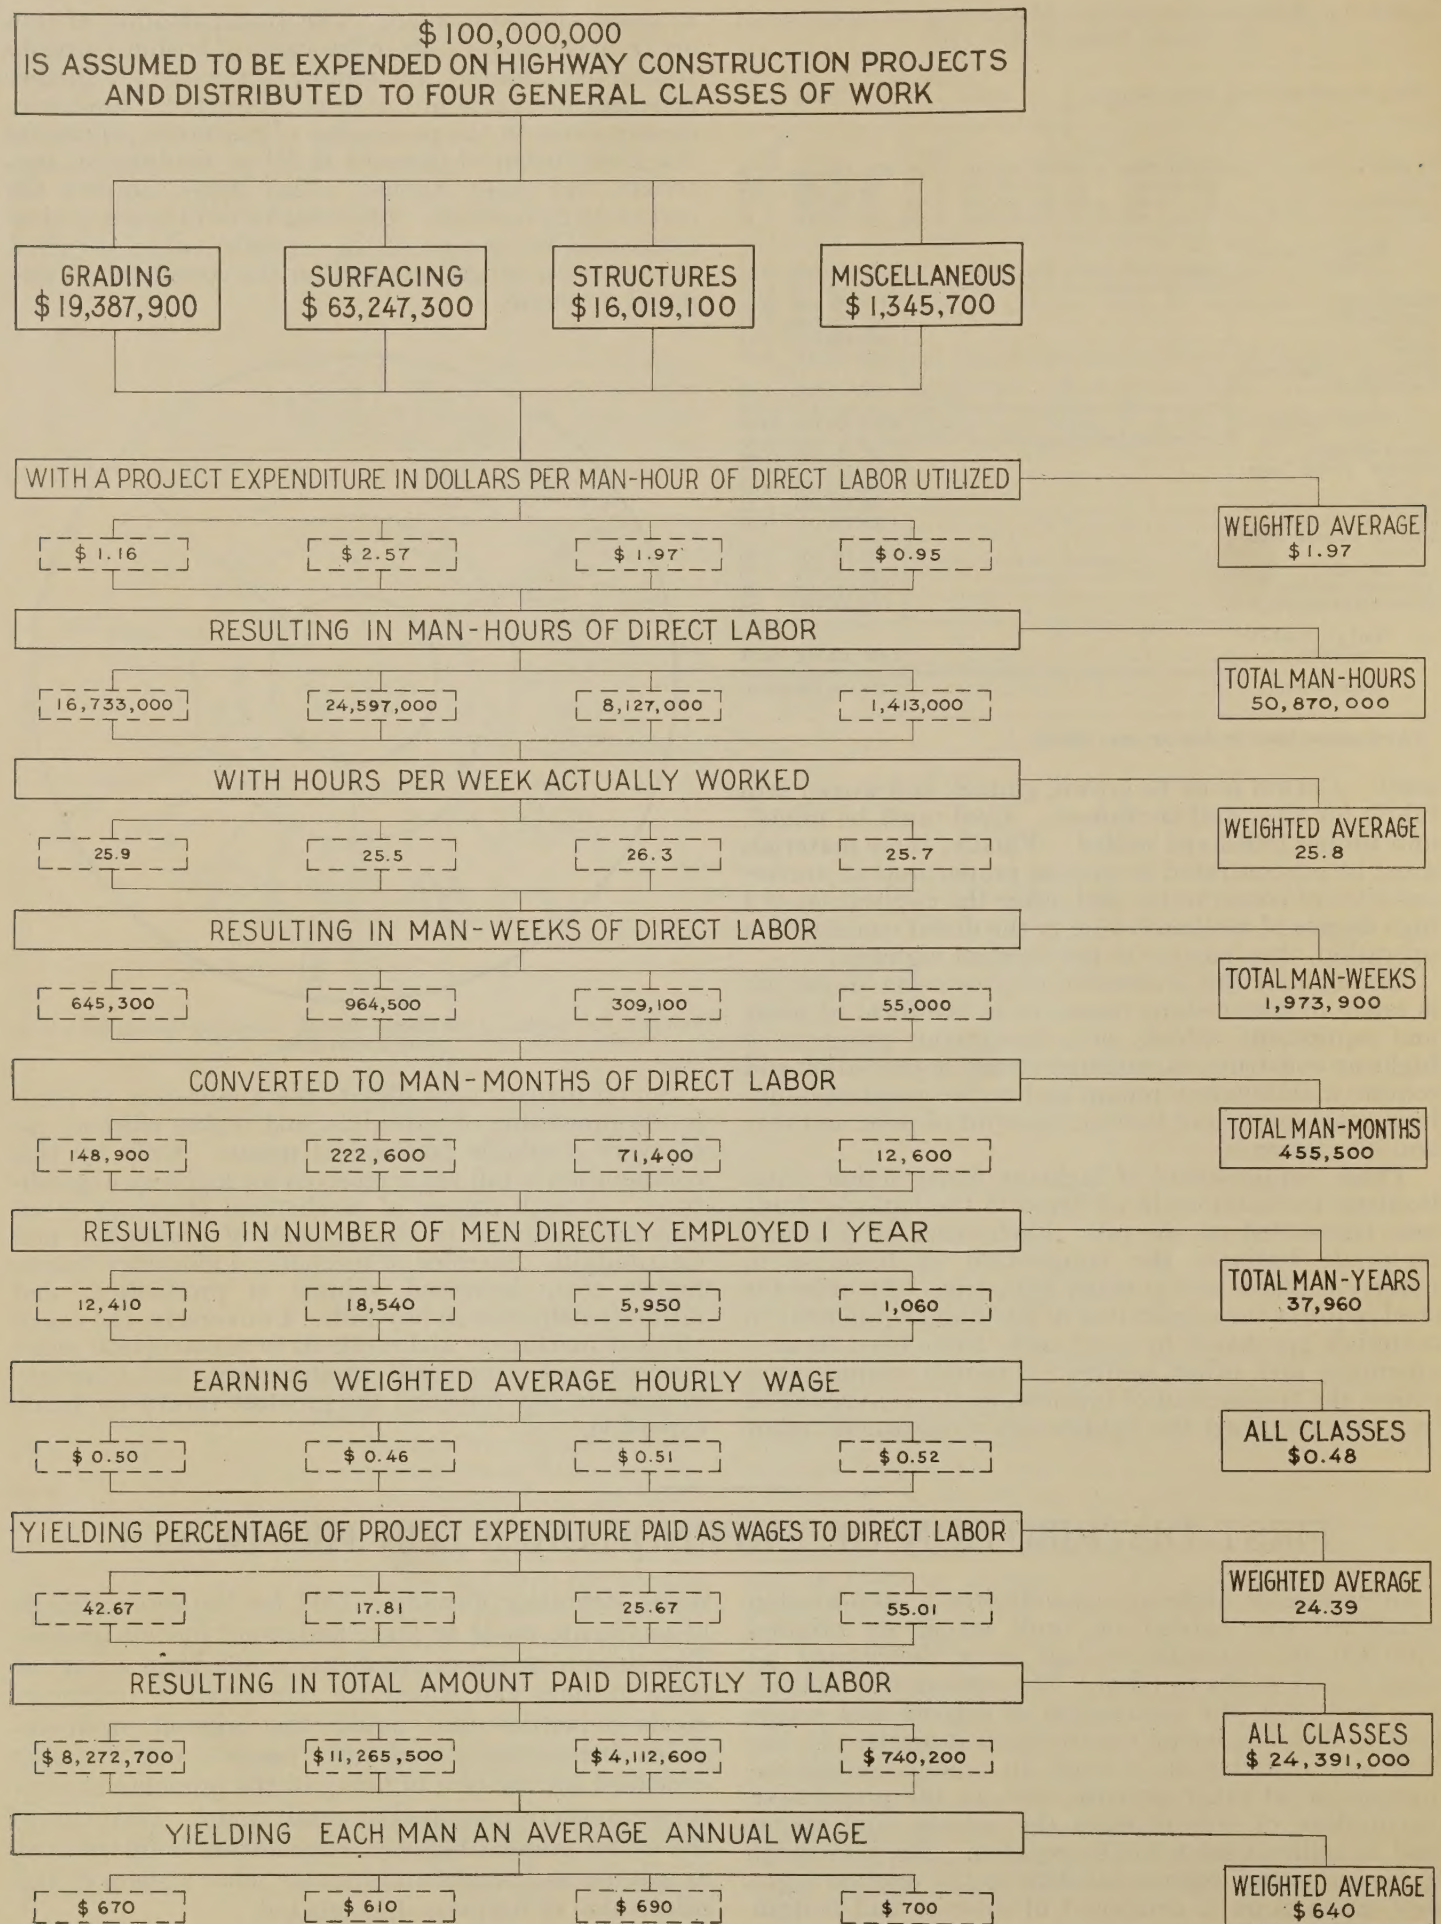 $100,000,000
IS ASSUMED TO BE EXPENDED ON HIGHWAY CONSTRUCTION PROJECTS
AND DISTRIBUTED TO FOUR GENERAL CLASSES OF WORK
GRADING
$19,387,900
SURFACING
$63,247,300
STRUCTURES
$16,019,100
MISCELLANEOUS
$1,345,700
WITH A PROJECT EXPENDITURE IN DOLLARS PER MAN-HOUR OF DIRECT LABOR UTILIZED
WEIGHTED AVERAGE
$1.97
$1.16
$2.57
$1.97
$0.95
RESULTING IN MAN-HOURS OF DIRECT LABOR
TOTAL MAN-HOURS
50,870,000
16,733,000
24,597,000
8,127,000
1,413,000
WITH HOURS PER WEEK ACTUALLY WORKED
WEIGHTED AVERAGE
25.8
25.9
25.5
26.3
25.7
RESULTING IN MAN-WEEKS OF DIRECT LABOR
TOTAL MAN-WEEKS
1,973,900
645,300
964,500
309,100
55,000
CONVERTED TO MAN-MONTHS OF DIRECT LABOR
TOTAL MAN-MONTHS
455,500
148,900
222,600
71,400
12,600
RESULTING IN NUMBER OF MEN DIRECTLY EMPLOYED 1 YEAR
TOTAL MAN-YEARS
37,960
12,410
18,540
5,950
1,060
EARNING WEIGHTED AVERAGE HOURLY WAGE
ALL CLASSES
$0.48
$0.50
$0.46
$0.51
$0.52
YIELDING PERCENTAGE OF PROJECT EXPENDITURE PAID AS WAGES TO DIRECT LABOR
WEIGHTED AVERAGE
24.39
42.67
17.81
25.67
55.01
RESULTING IN TOTAL AMOUNT PAID DIRECTLY TO LABOR
ALL CLASSES
$24,391,000
$8,272,700
$11,265,500
$4,112,600
$740,200
YIELDING EACH MAN AN AVERAGE ANNUAL WAGE
WEIGHTED AVERAGE
$640
$670
$610
$690
$700